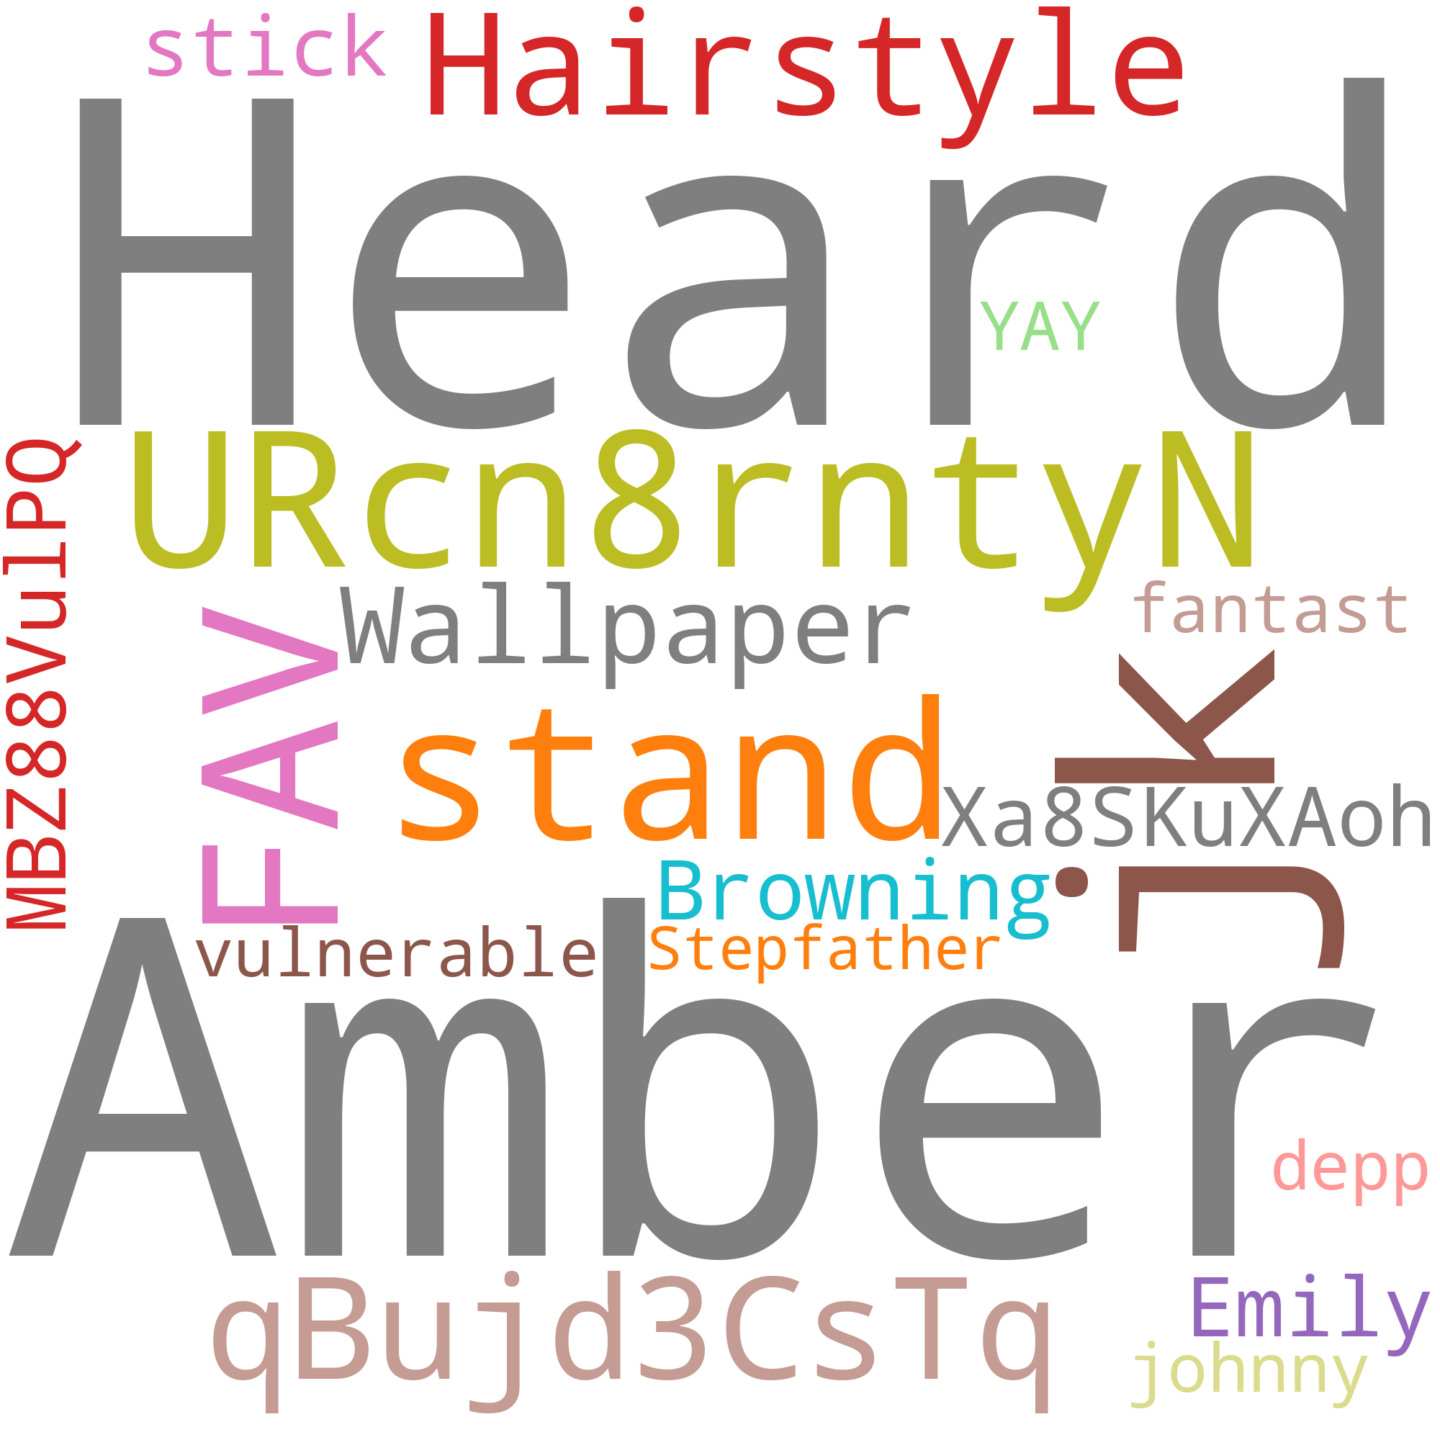 stick
Hairstyle
Heard
YAY
URcn8rntyN
MBZ88VulPQ
FAV
Wallpaper
fantast
stand
jk
Xa8SKuXAoh
Browning
vulnerable
Stepfather
Amber
depp
qBujd3CsTq
Emily
johnny